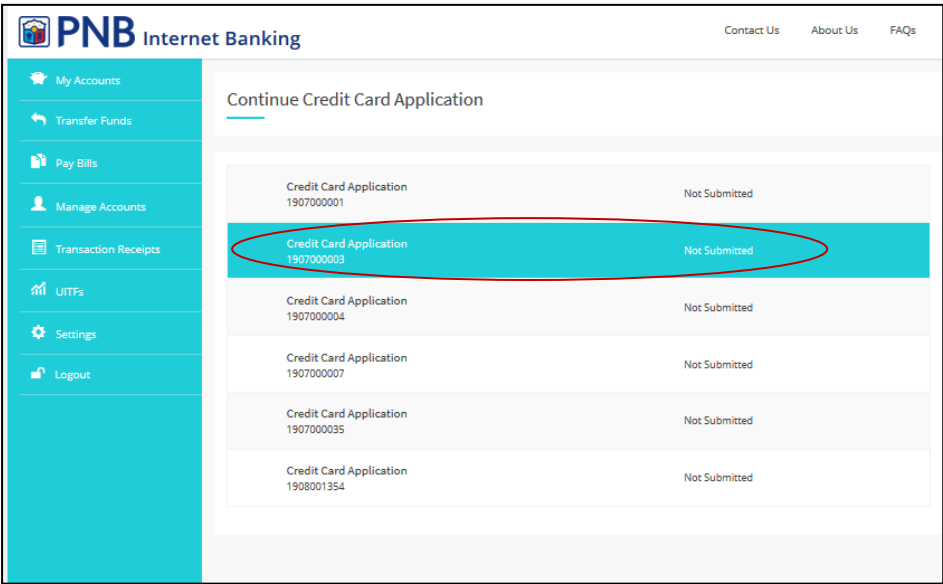 PNB Internet Banking
Contact Us About Us FAQs
My Accounts
Transfer Funds
Pay Bills
Manage Accounts
Transaction Receipts
UITFs
Settings
Logout
Continue Credit Card Application
Credit Card Application
1907000001
Not Submitted
Credit Card Application
1907000003
Not Submitted
Credit Card Application
1907000004
Not Submitted
Credit Card Application
1907000007
Not Submitted
Credit Card Application
1907000035
Not Submitted
Credit Card Application
1908001354
Not Submitted